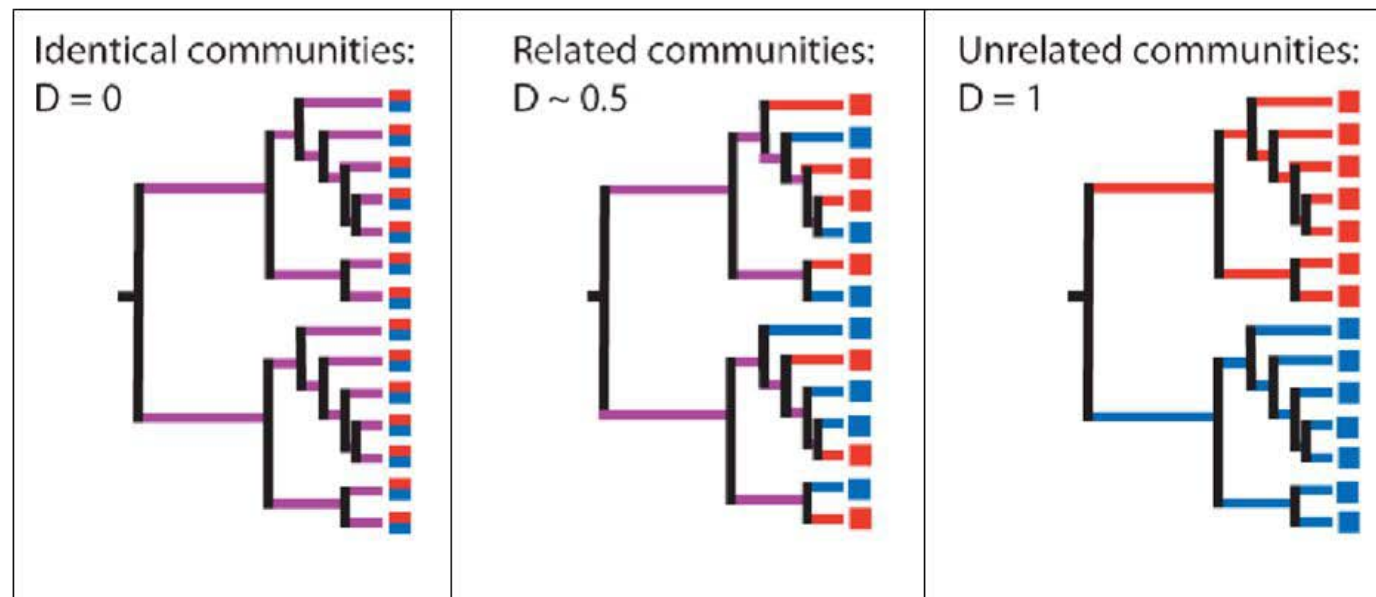 Identical communities:
D = 0
Related communities:
D ~ 0.5
Unrelated communities:
D = 1